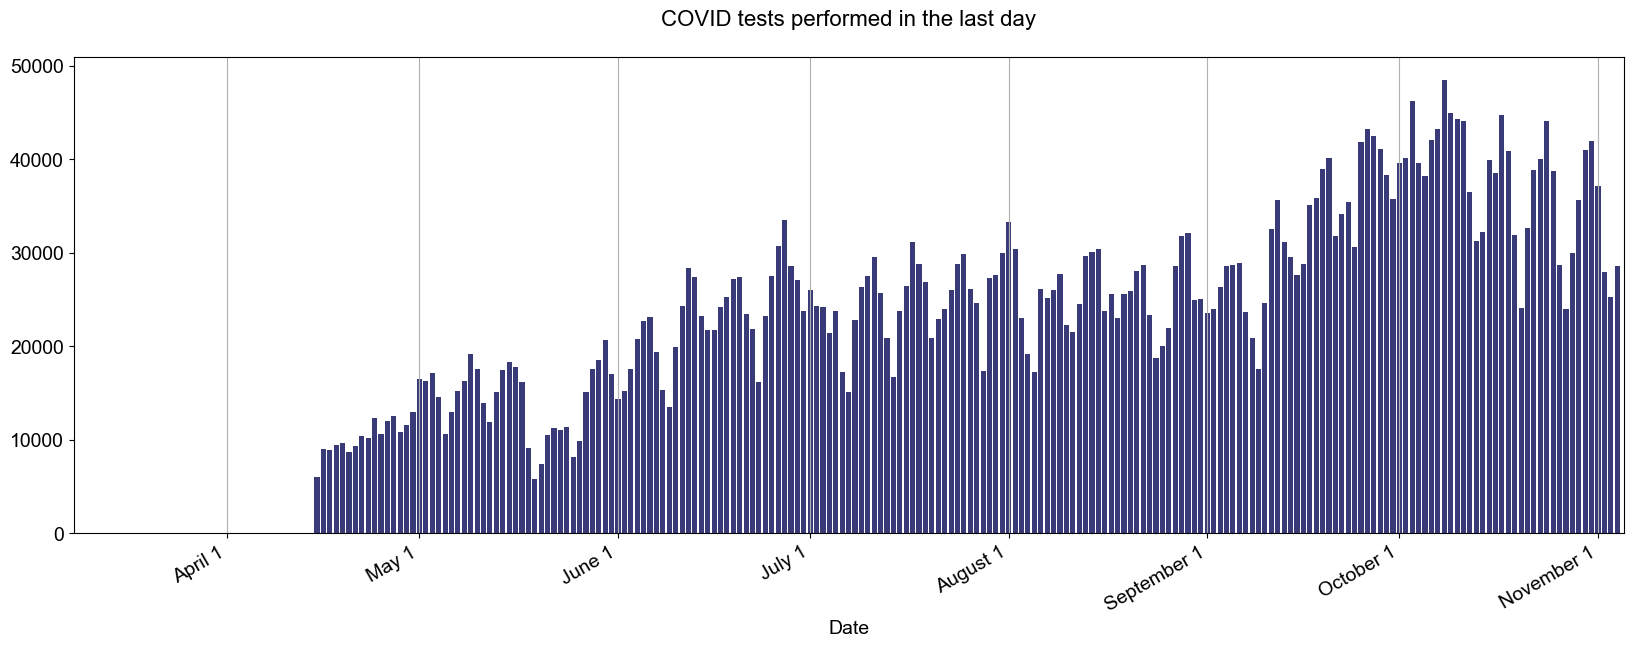 COVID tests performed in the last day
50000
40000
30000
20000
10000
0
April 1
May 1
June 1
July 1
August 1
September 1
October 1
November 1
Date